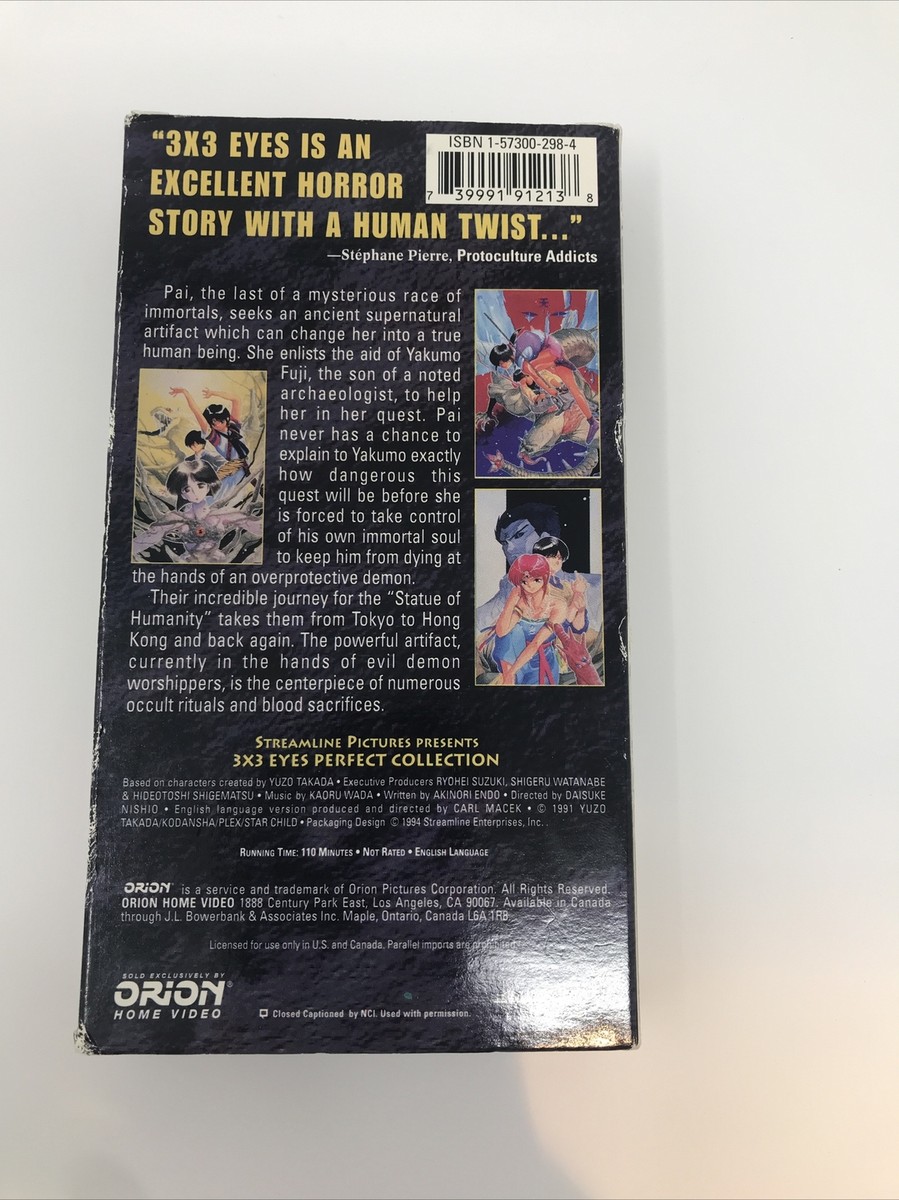 “3X3 EYES IS AN
EXCELLENT HORROR
STORY WITH A HUMAN TWIST...”
—Stéphane Pierre, Protoculture Addicts
ISBN 1-57300-298-4
7 39991 91213 8
Pai, the last of a mysterious race of
immortals, seeks an ancient supernatural
artifact which can change her into a true
human being. She enlists the aid of Yakumo
Fuji, the son of a noted
archaeologist, to help
her in her quest. Pai
never has a chance to
explain to Yakumo exactly
how dangerous this
quest will be before she
is forced to take control
of his own immortal soul
to keep him from dying at
the hands of an overprotective demon.
Their incredible journey for the “Statue of
Humanity” takes them from Tokyo to Hong
Kong and back again. The powerful artifact,
currently in the hands of evil demon
worshippers, is the centerpiece of numerous
occult rituals and blood sacrifices.
STREAMLINE PICTURES PRESENTS
3X3 EYES PERFECT COLLECTION
Based on characters created by YUZO TAKADA • Executive Producers RYOHEI SUZUKI, SHIGERU WATANABE
& HIDEOTOSHI SHIGEMATSU • Music by KAORU WADA • Written by AKINORI ENDO • Directed by DAISUKE
NISHIO • English language version produced and directed by CARL MACEK • © 1991 YUZO
TAKADA/KODANSHA/PLEX/STAR CHILD • Packaging Design © 1994 Streamline Enterprises, Inc.
RUNNING TIME: 110 MINUTES • NOT RATED • ENGLISH LANGUAGE
ORION is a service and trademark of Orion Pictures Corporation. All Rights Reserved.
ORION HOME VIDEO 1888 Century Park East, Los Angeles, CA 90067. Available in Canada
through J.L. Bowerbank & Associates Inc. Maple, Ontario, Canada L6A 1R8
Licensed for use only in U.S. and Canada. Parallel imports are prohibited.
SOLD EXCLUSIVELY BY
ORION®
HOME VIDEO
Closed Captioned by NCI. Used with permission.